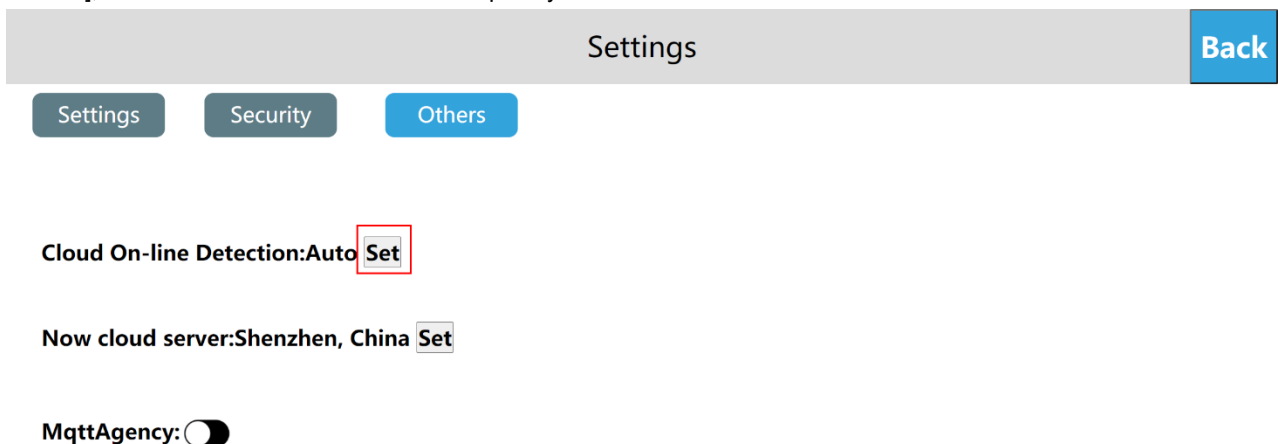 Settings Back
Settings Security Others
Cloud On-line Detection:Auto Set
Now cloud server:Shenzhen, China Set
MqttAgency: